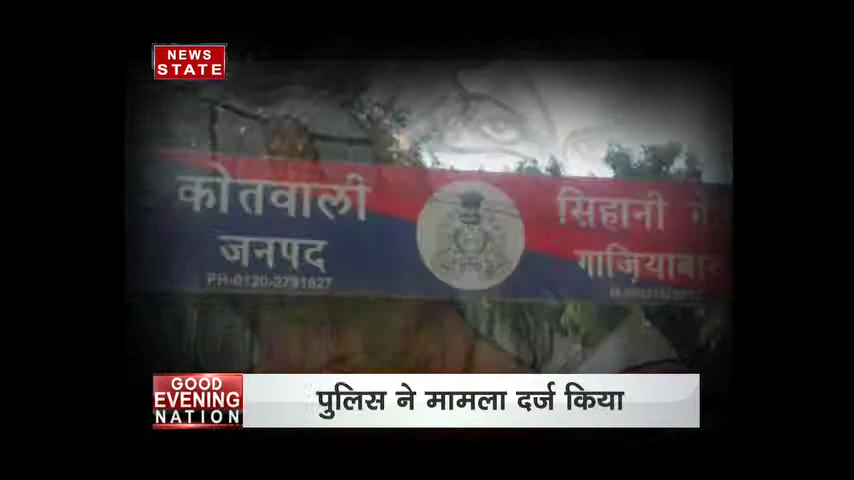 NEWS
STATE
कोतवाली
सिहानी
जनपद
गाज़ियाबाद
PH-0120-2791627
GOOD
EVENING
NATION
पुलिस ने मामला दर्ज किया